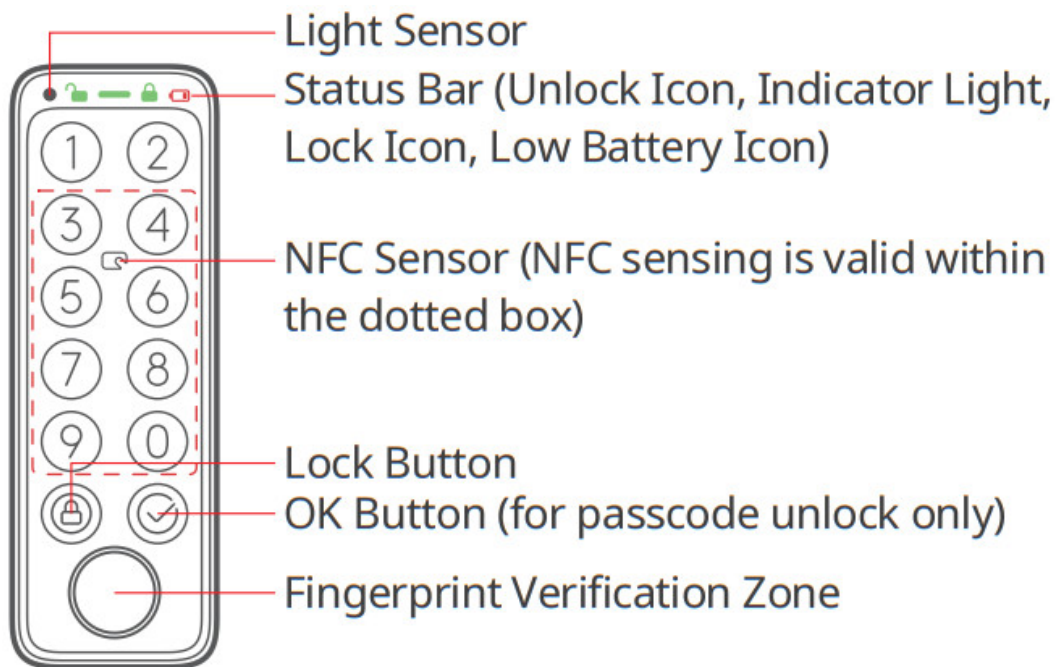 Light Sensor
Status Bar (Unlock Icon, Indicator Light,
Lock Icon, Low Battery Icon)
1 2
3 4
NFC Sensor (NFC sensing is valid within
the dotted box)
5 6
7 8
9 0
Lock Button
OK Button (for passcode unlock only)
Fingerprint Verification Zone